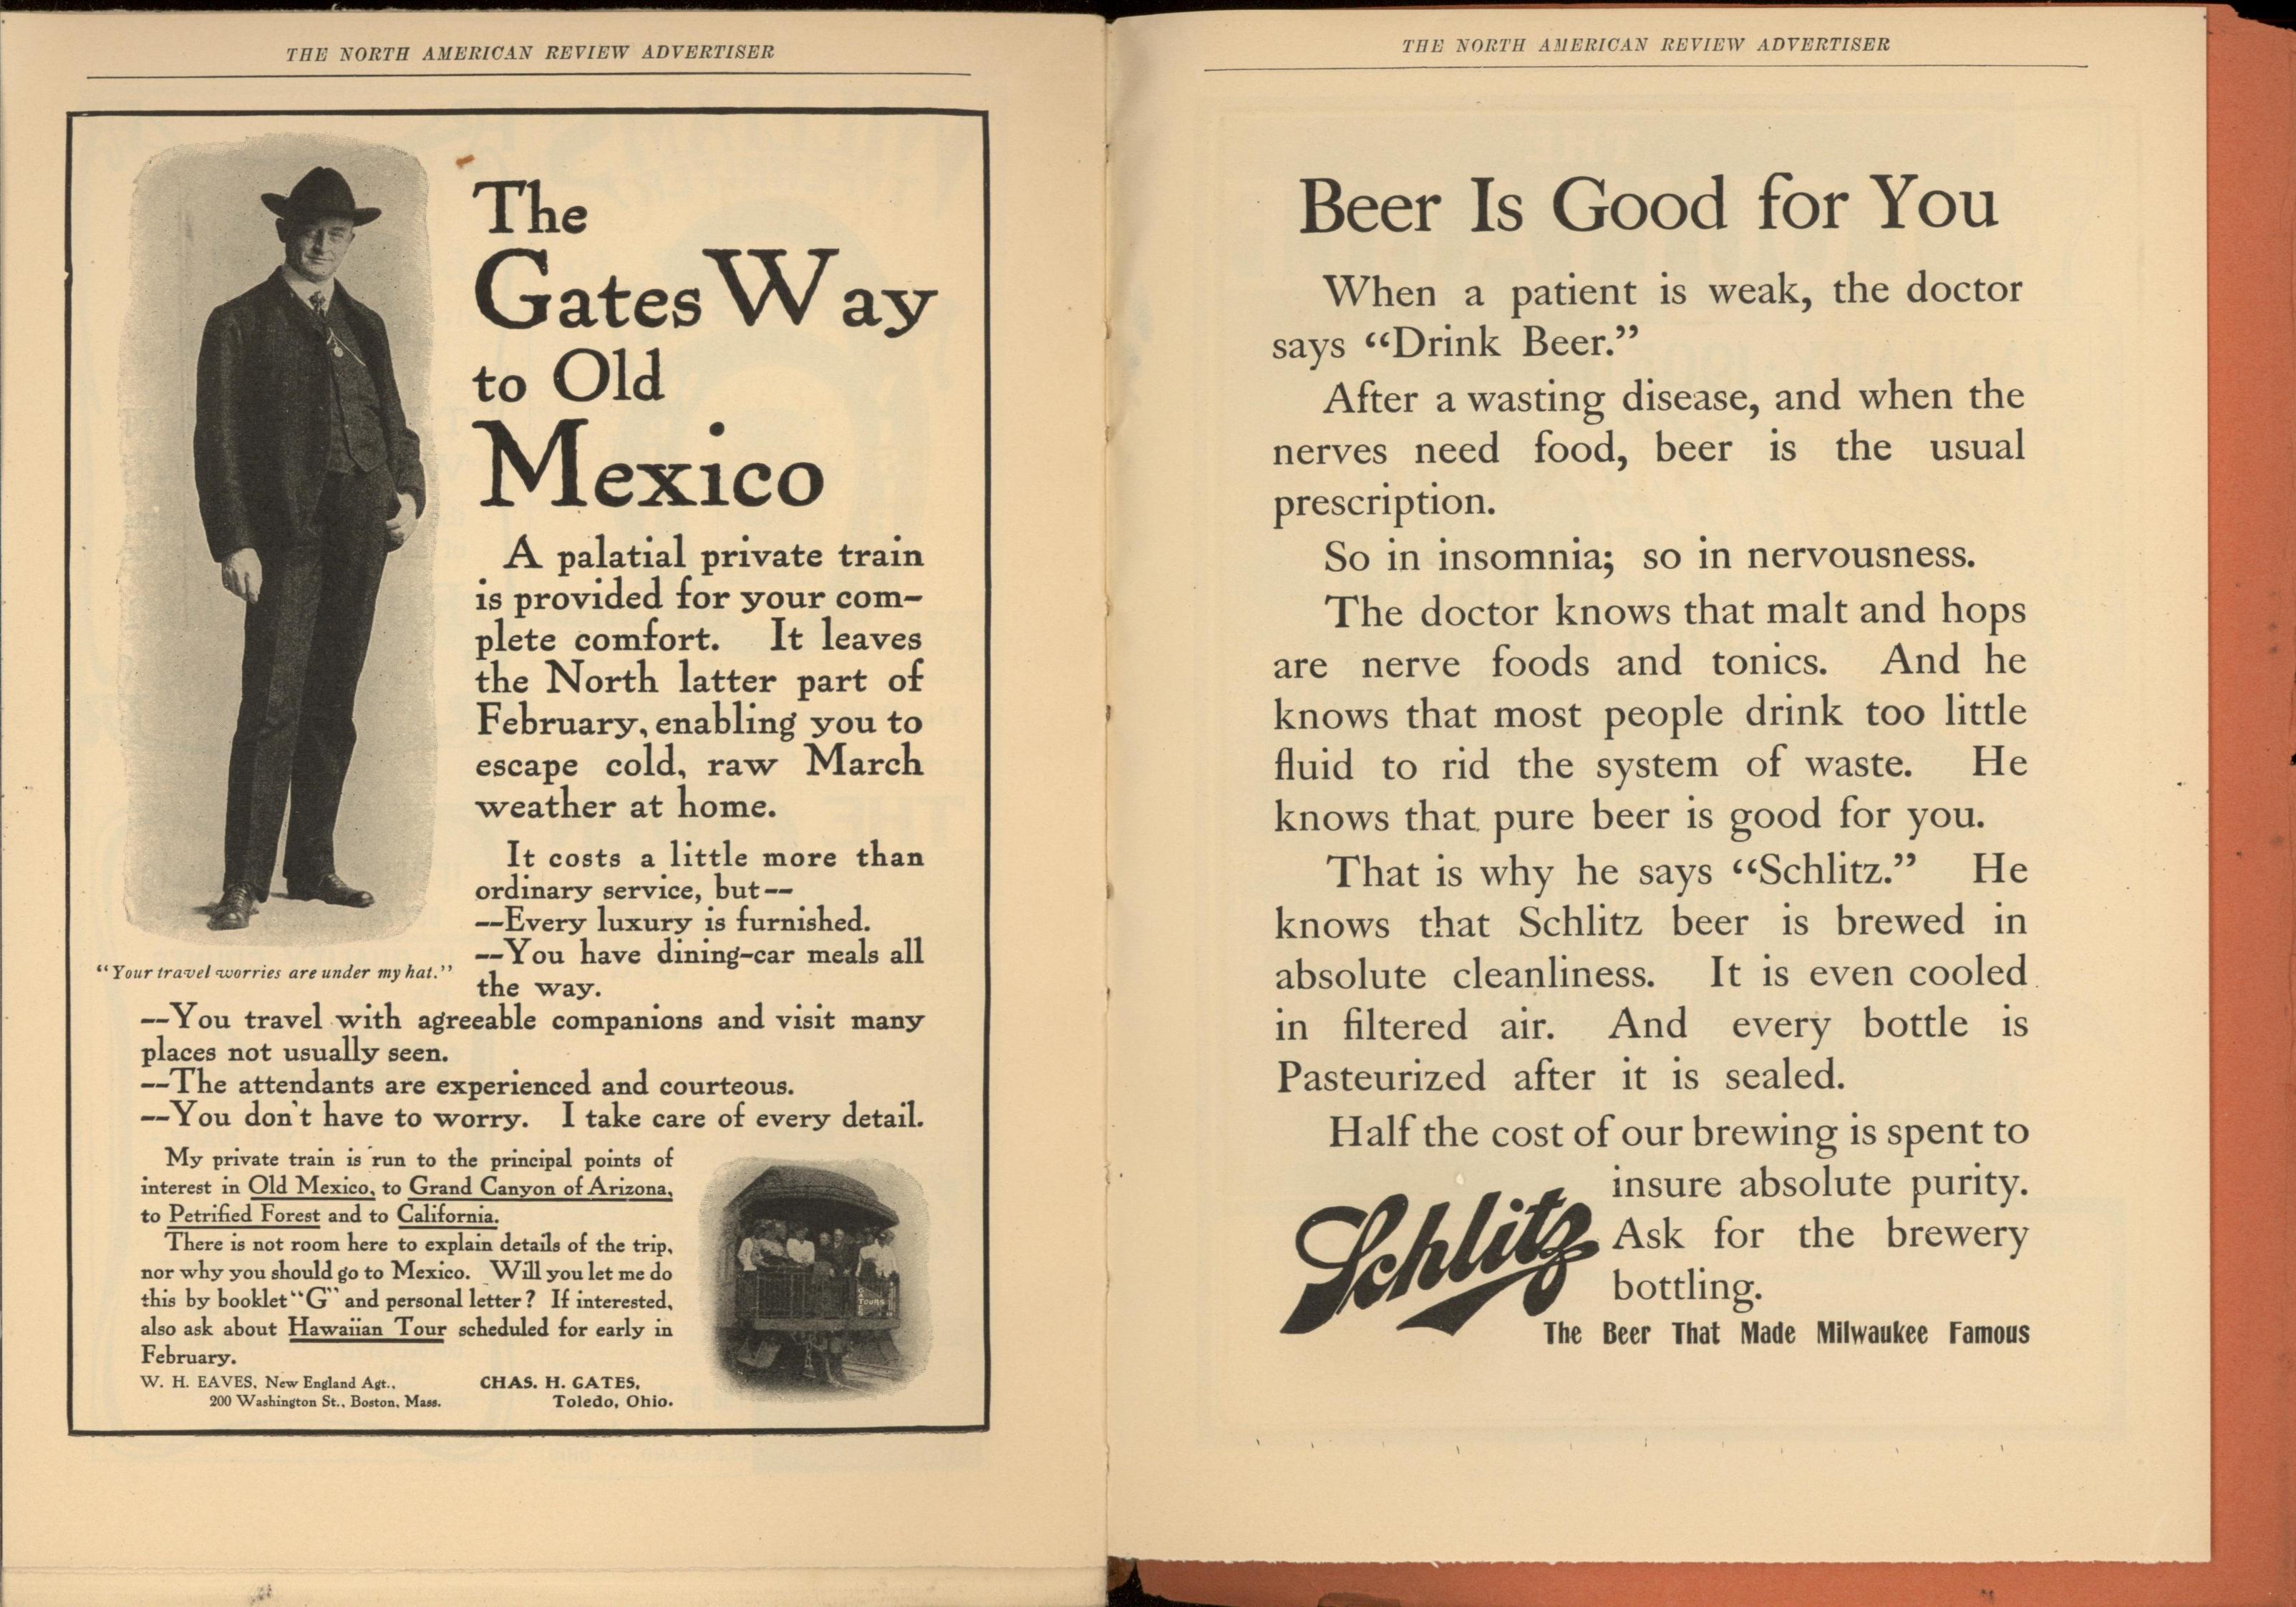 THE NORTH AMERICAN REVIEW ADVERTISER
The
Gates Way
to Old
Mexico
A palatial private train
is provided for your com-
plete comfort. It leaves
the North latter part of
February, enabling you to
escape cold, raw March
weather at home.
It costs a little more than
ordinary service, but--
--Every luxury is furnished.
--You have dining-car meals all
the way.
"Your travel worries are under my hat."
--You travel with agreeable companions and visit many
places not usually seen.
--The attendants are experienced and courteous.
--You don't have to worry. I take care of every detail.
My private train is run to the principal points of
interest in Old Mexico, to Grand Canyon of Arizona,
to Petrified Forest and to California.
There is not room here to explain details of the trip,
nor why you should go to Mexico. Will you let me do
this by booklet "G" and personal letter? If interested,
also ask about Hawaiian Tour scheduled for early in
February.
W. H. EAVES, New England Agt.,
200 Washington St., Boston, Mass.
CHAS. H. GATES,
Toledo, Ohio.
TOURS
THE NORTH AMERICAN REVIEW ADVERTISER
Beer Is Good for You
When a patient is weak, the doctor
says "Drink Beer."
After a wasting disease, and when the
nerves need food, beer is the usual
prescription.
So in insomnia; so in nervousness.
The doctor knows that malt and hops
are nerve foods and tonics. And he
knows that most people drink too little
fluid to rid the system of waste. He
knows that pure beer is good for you.
That is why he says "Schlitz." He
knows that Schlitz beer is brewed in
absolute cleanliness. It is even cooled
in filtered air. And every bottle is
Pasteurized after it is sealed.
Half the cost of our brewing is spent to
insure absolute purity.
Ask for the brewery
bottling.
Schlitz
The Beer That Made Milwaukee Famous